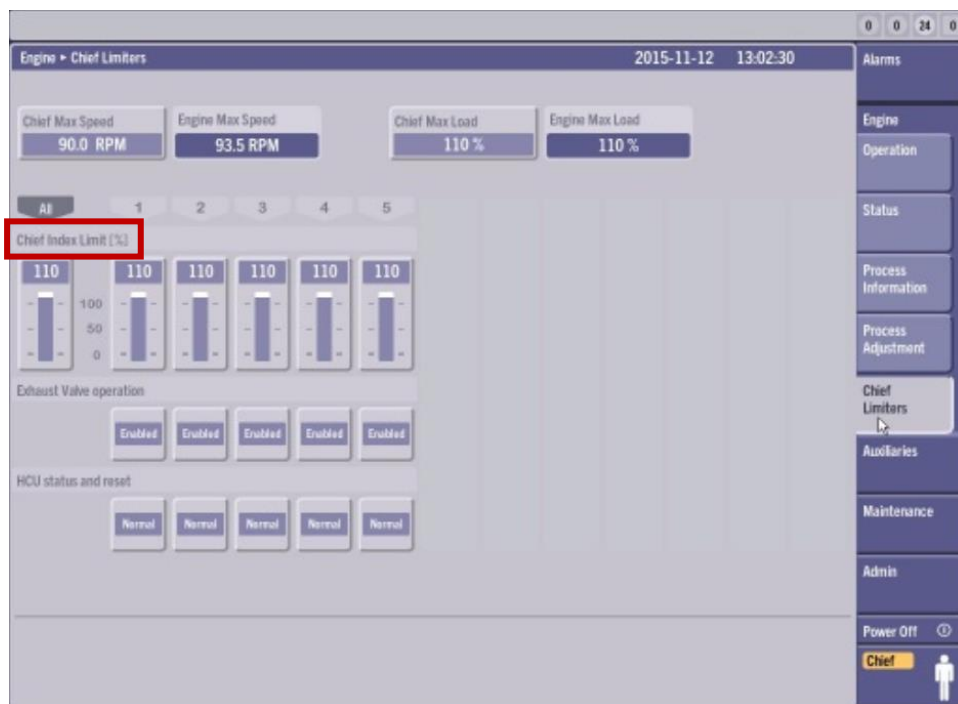 0 0 24 0
Engine ▸ Chief Limiters 2015-11-12 13:02:30
Chief Max Speed Engine Max Speed Chief Max Load Engine Max Load
90.0 RPM 93.5 RPM 110 % 110 %
All 1 2 3 4 5
Chief Index Limit [%]
110 110 110 110 110 110
100
50
0
Exhaust Valve operation
Enabled Enabled Enabled Enabled Enabled
HCU status and reset
Normal Normal Normal Normal Normal
Alarms
Engine
Operation
Status
Process
Information
Process
Adjustment
Chief
Limiters
Auxiliaries
Maintenance
Admin
Power Off
Chief